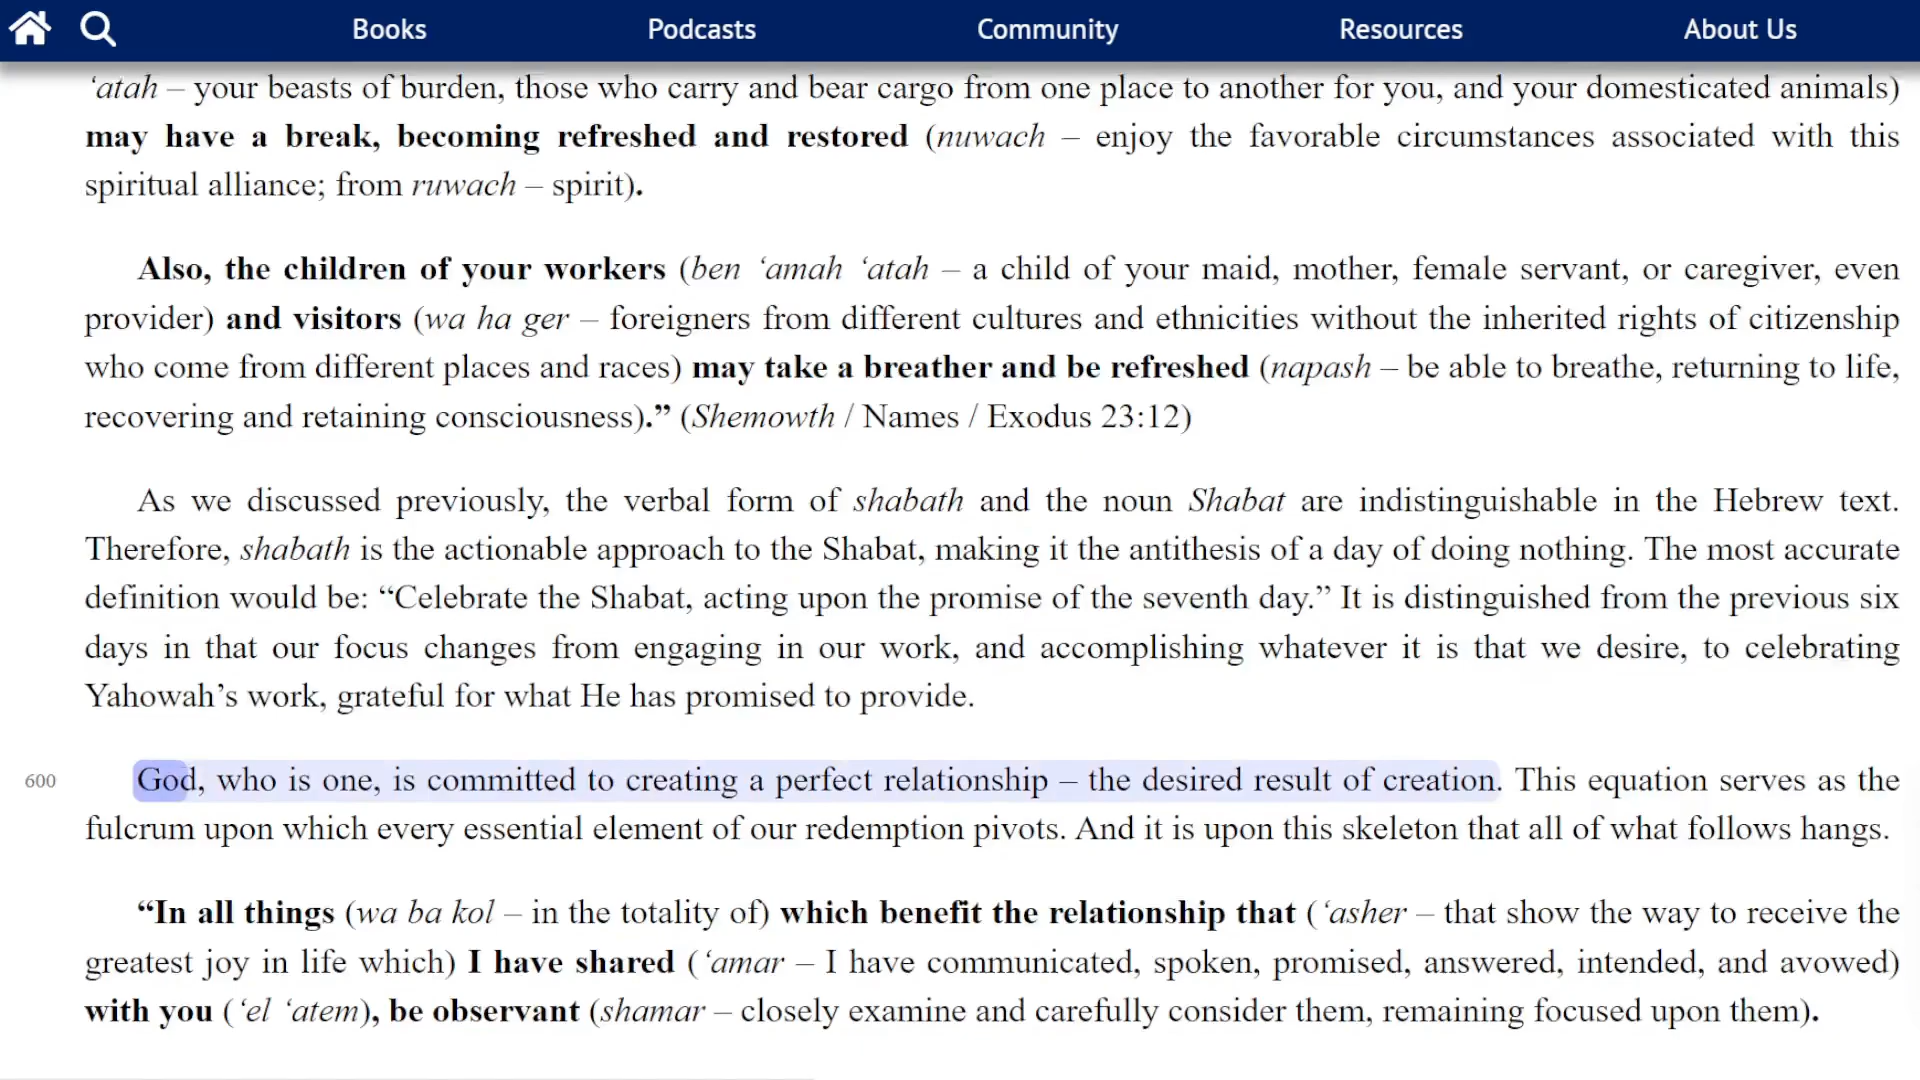 Books Podcasts Community Resources About Us
‘atah – your beasts of burden, those who carry and bear cargo from one place to another for you, and your domesticated animals)
may have a break, becoming refreshed and restored (nuwach – enjoy the favorable circumstances associated with this
spiritual alliance; from ruwach – spirit).
Also, the children of your workers (ben ‘amah ‘atah – a child of your maid, mother, female servant, or caregiver, even
provider) and visitors (wa ha ger – foreigners from different cultures and ethnicities without the inherited rights of citizenship
who come from different places and races) may take a breather and be refreshed (napash – be able to breathe, returning to life,
recovering and retaining consciousness).” (Shemowth / Names / Exodus 23:12)
As we discussed previously, the verbal form of shabath and the noun Shabat are indistinguishable in the Hebrew text.
Therefore, shabath is the actionable approach to the Shabat, making it the antithesis of a day of doing nothing. The most accurate
definition would be: “Celebrate the Shabat, acting upon the promise of the seventh day.” It is distinguished from the previous six
days in that our focus changes from engaging in our work, and accomplishing whatever it is that we desire, to celebrating
Yahowah’s work, grateful for what He has promised to provide.
600 God, who is one, is committed to creating a perfect relationship – the desired result of creation. This equation serves as the
fulcrum upon which every essential element of our redemption pivots. And it is upon this skeleton that all of what follows hangs.
“In all things (wa ba kol – in the totality of) which benefit the relationship that (‘asher – that show the way to receive the
greatest joy in life which) I have shared (‘amar – I have communicated, spoken, promised, answered, intended, and avowed)
with you (‘el ‘atem), be observant (shamar – closely examine and carefully consider them, remaining focused upon them).